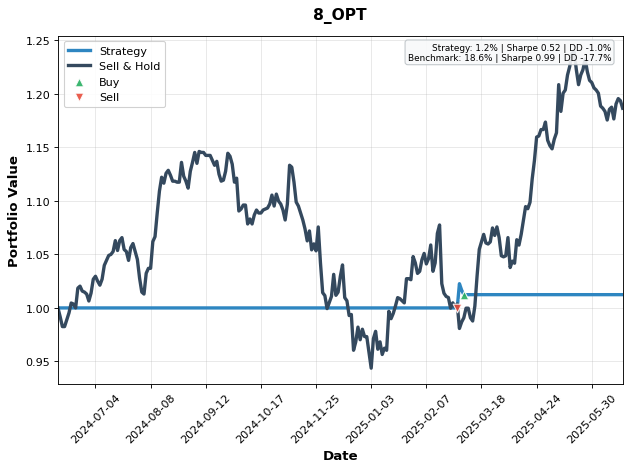 8_OPT
Strategy: 1.2% | Sharpe 0.52 | DD -1.0%
Benchmark: 18.6% | Sharpe 0.99 | DD -17.7%
Strategy
Sell & Hold
Buy
Sell
Portfolio Value
1.25
1.20
1.15
1.10
1.05
1.00
0.95
2024-07-04
2024-08-08
2024-09-12
2024-10-17
2024-11-25
2025-01-03
2025-02-07
2025-03-18
2025-04-24
2025-05-30
Date